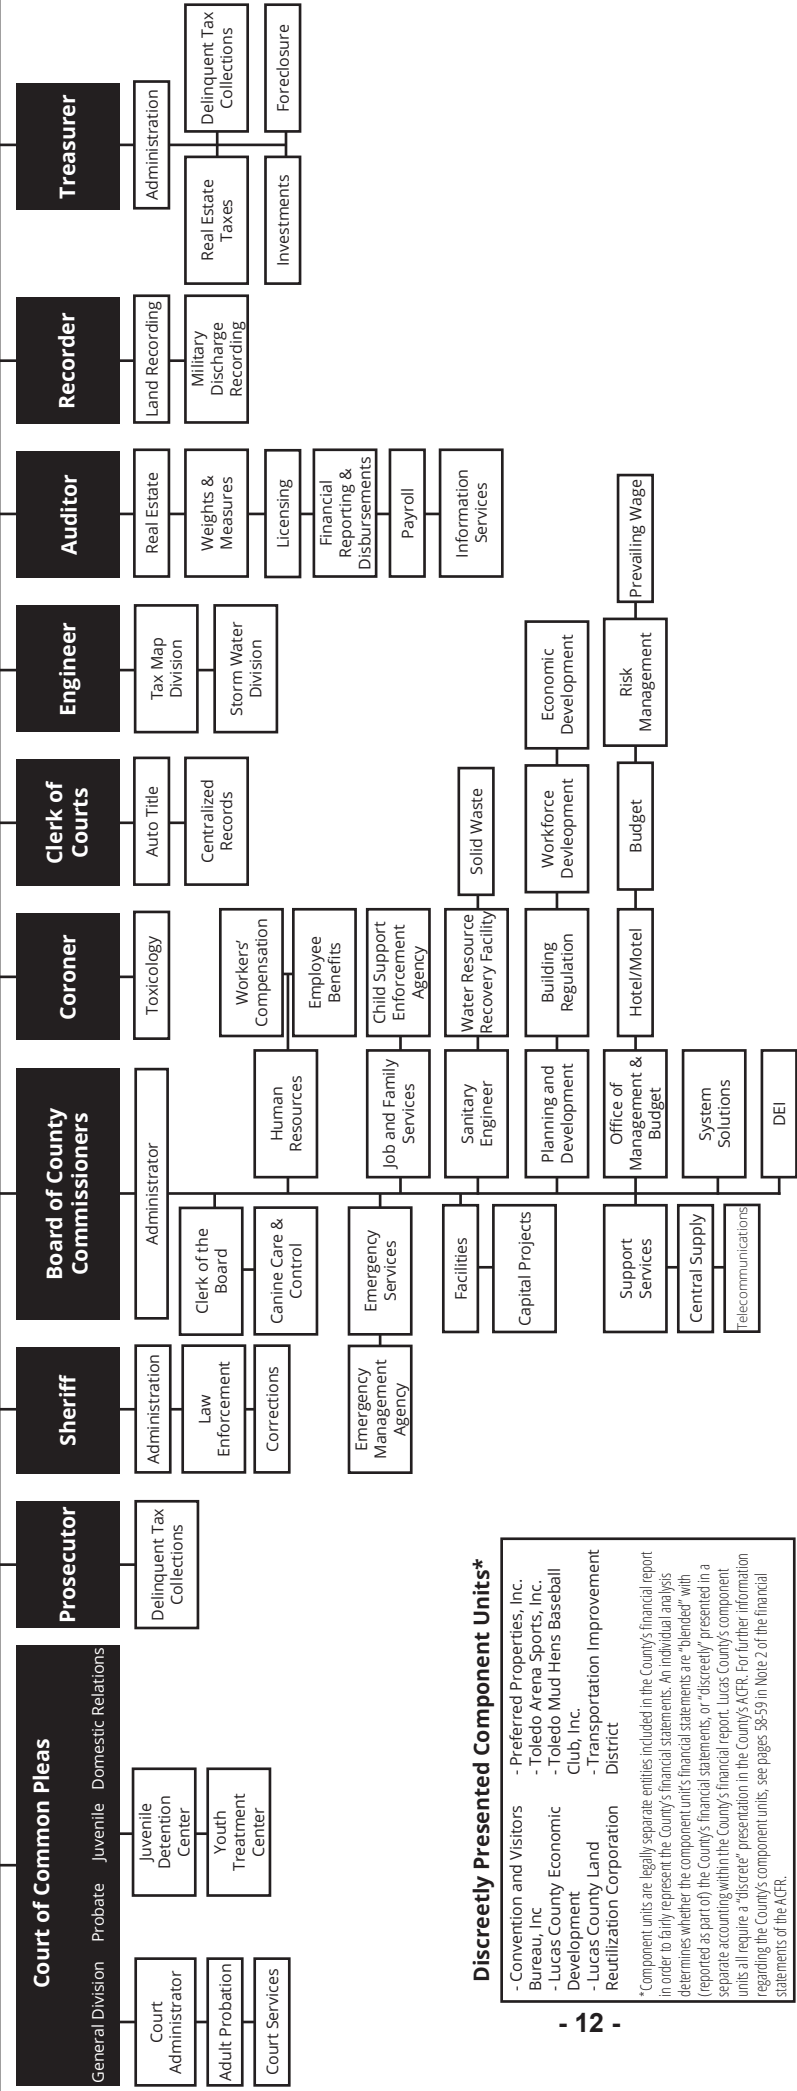 Court of Common Pleas
General Division
Probate
Juvenile
Domestic Relations
Court
Administrator
Adult Probation
Court Services
Juvenile
Detention
Center
Youth
Treatment
Center
Prosecutor
Delinquent Tax
Collections
Sheriff
Administration
Law
Enforcement
Corrections
Board of County
Commissioners
Administrator
Clerk of the
Board
Canine Care &
Control
Human
Resources
Workers'
Compensation
Employee
Benefits
Emergency
Management
Agency
Emergency
Services
Job and Family
Services
Child Support
Enforcement
Agency
Facilities
Capital Projects
Sanitary
Engineer
Water Resource
Recovery Facility
Solid Waste
Planning and
Development
Building
Regulation
Workforce
Devleopment
Economic
Development
Support
Services
Central Supply
Telecommunications
Office of
Management &
Budget
Hotel/Motel
Budget
Risk
Management
Prevailing Wage
System
Solutions
DEI
Coroner
Toxicology
Clerk of
Courts
Auto Title
Centralized
Records
Engineer
Tax Map
Division
Storm Water
Division
Auditor
Real Estate
Weights &
Measures
Licensing
Financial
Reporting &
Disbursements
Payroll
Information
Services
Recorder
Land Recording
Military
Discharge
Recording
Treasurer
Administration
Real Estate
Taxes
Delinquent Tax
Collections
Investments
Foreclosure
Discreetly Presented Component Units*
- Convention and Visitors
Bureau, Inc
- Lucas County Economic
Development
- Lucas County Land
Reutilization Corporation
- Preferred Properties, Inc.
- Toledo Arena Sports, Inc.
- Toledo Mud Hens Baseball
Club, Inc.
- Transportation Improvement
District
*Component units are legally separate entities included in the County's financial report
in order to fairly represent the County's financial statements. An individual analysis
determines whether the component unit's financial statements are "blended" with
(reported as part of) the County's financial statements, or "discreetly" presented in a
separate accounting within the County's financial report. Lucas County's component
units all require a "discrete" presentation in the County's ACFR. For further information
regarding the County's component units, see pages 58-59 in Note 2 of the financial
statements of the ACFR.
- 12 -